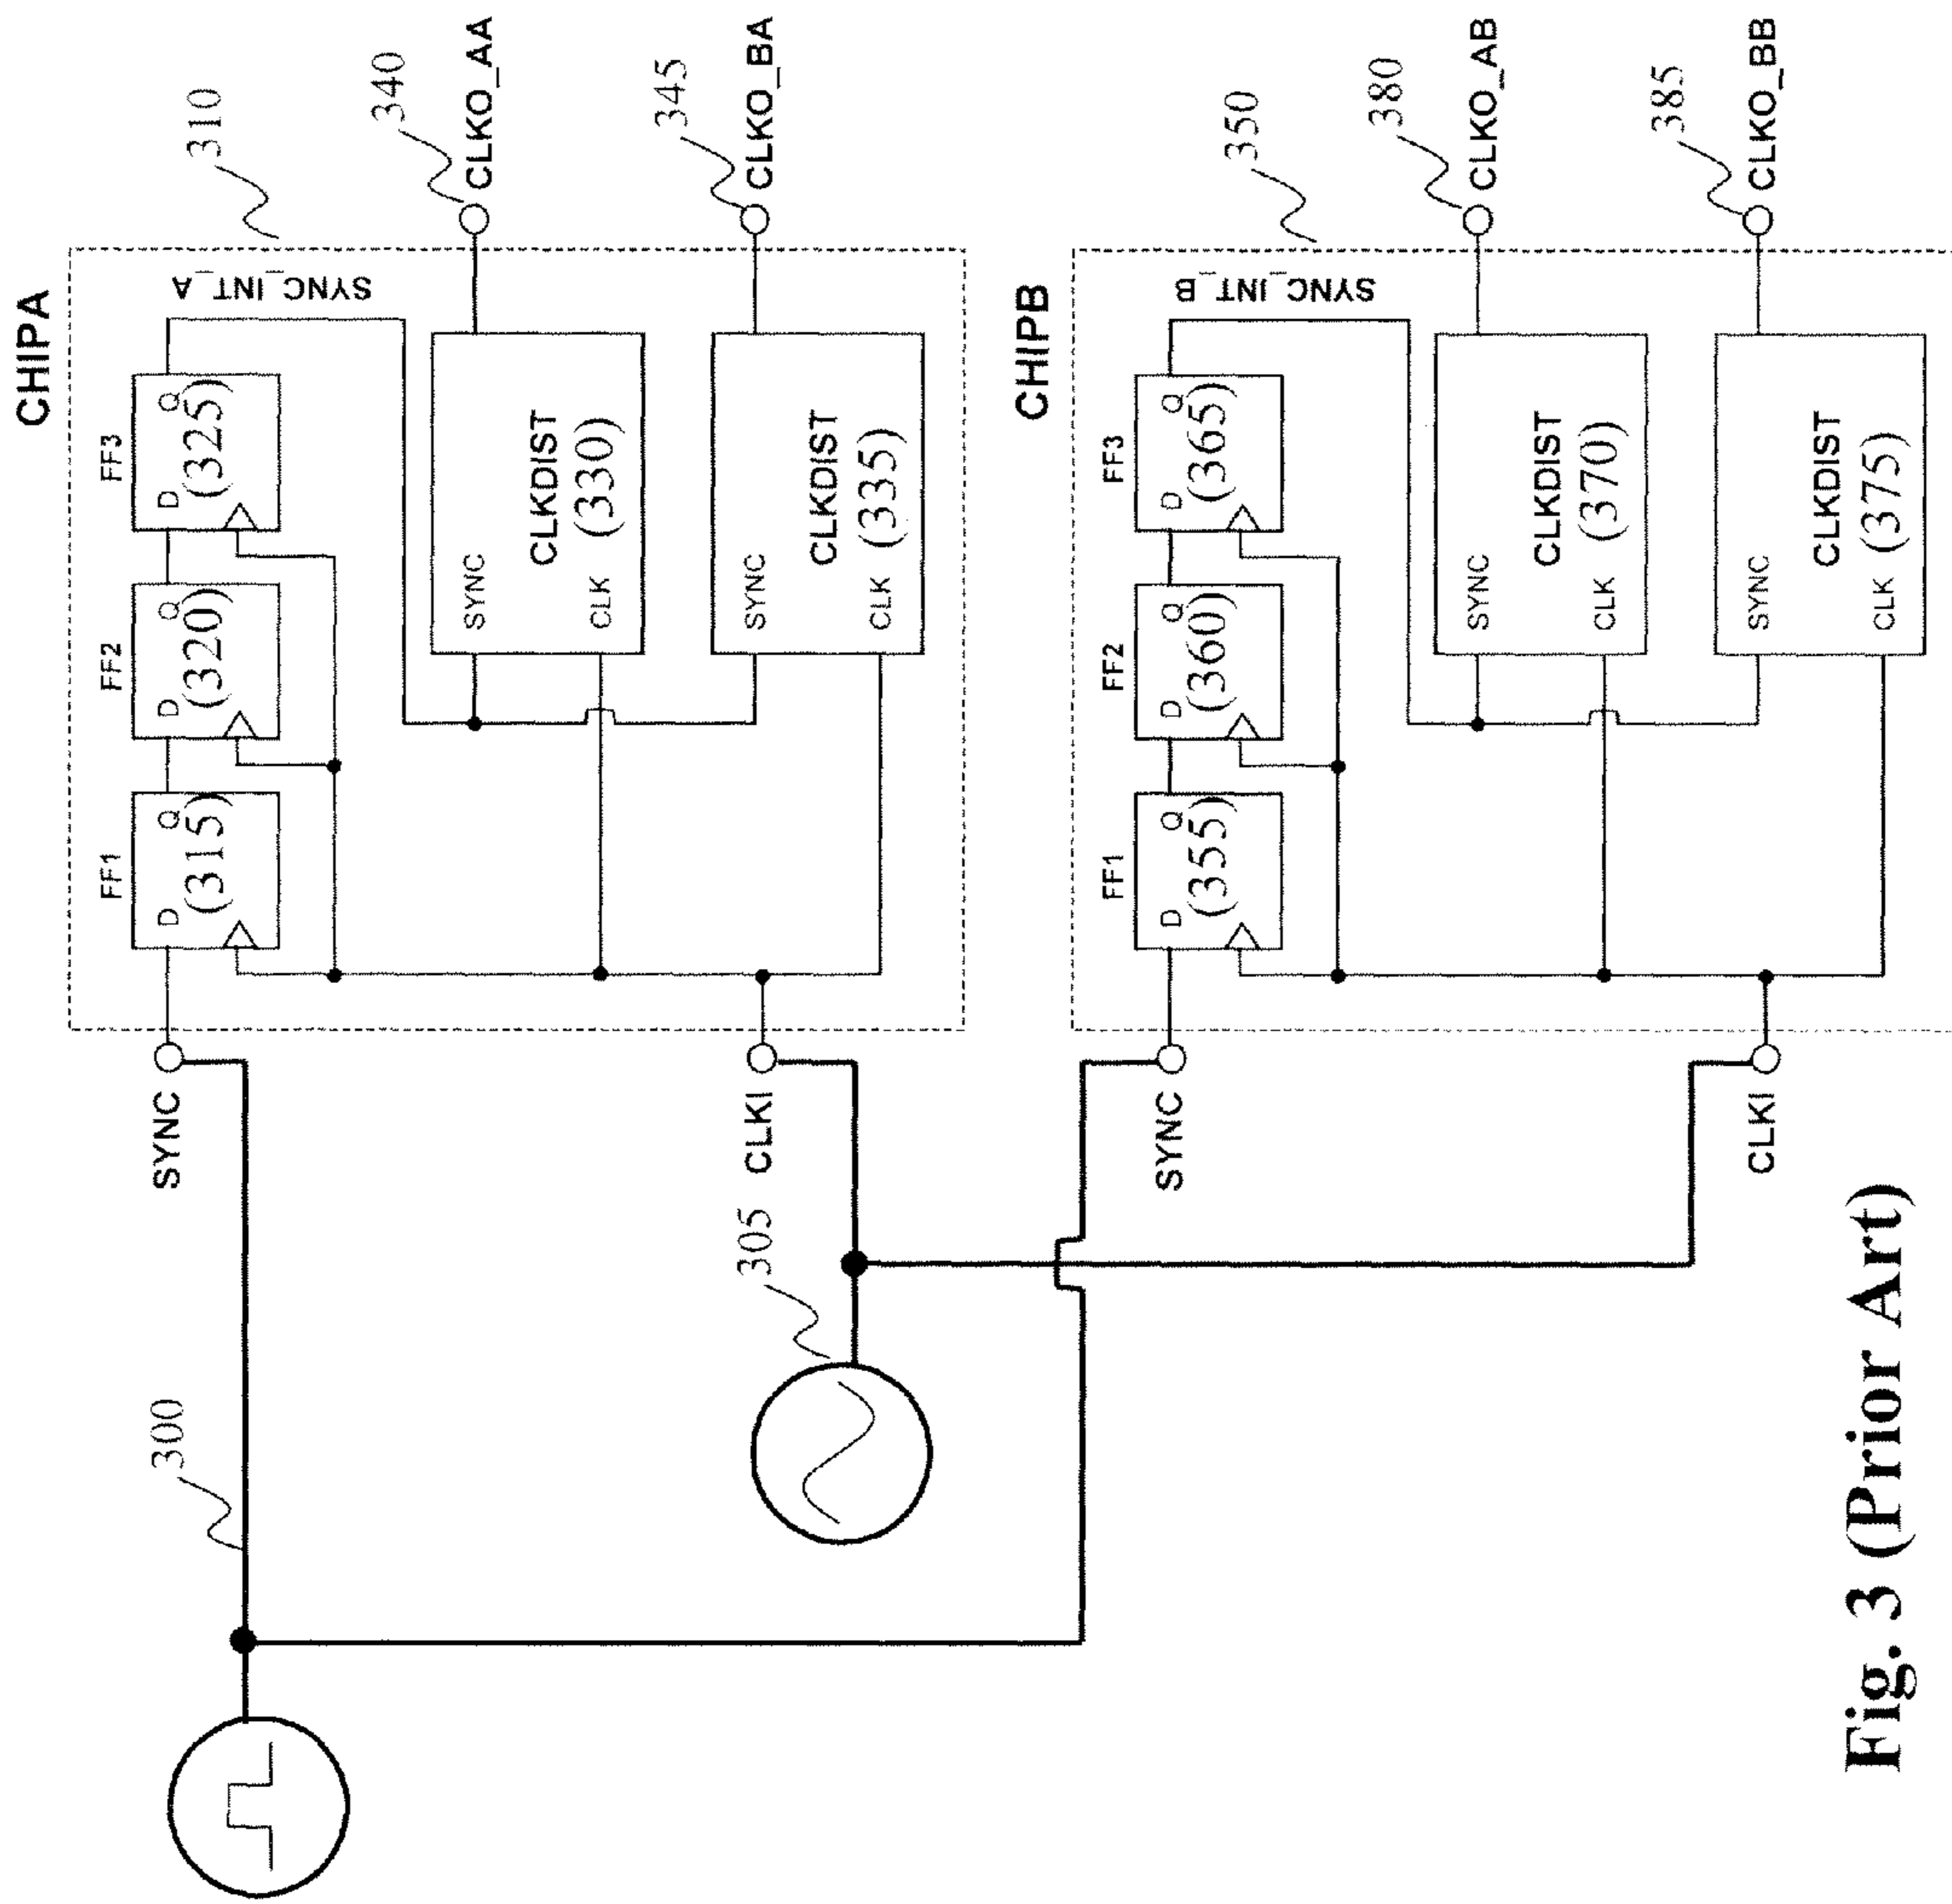 CHIPA
310
FF1
FF2
FF3
D Q
(315)
D Q
(320)
D Q
(325)
SYNC_INT_A
300
SYNC
SYNC
CLKDIST
(330)
CLK
340
CLKO_AA
305
CLKI
SYNC
CLKDIST
CLK (335)
345
CLKO_BA
CHIPB
350
FF1
FF2
FF3
D Q
(355)
D Q
(360)
D Q
(365)
SYNC_INT_B
SYNC
SYNC
CLKDIST
CLK (370)
380
CLKO_AB
CLKI
SYNC
CLKDIST
CLK (375)
385
CLKO_BB
Fig. 3 (Prior Art)